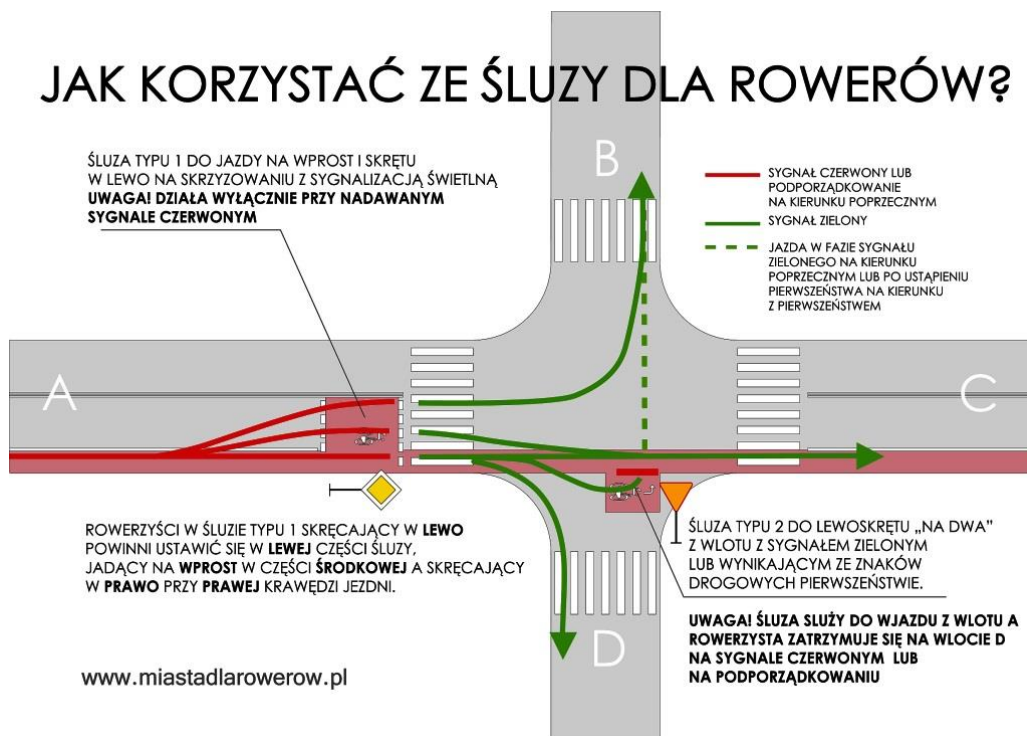 JAK KORZYSTAĆ ZE ŚLUZY DLA ROWERÓW?
ŚLUZA TYPU 1 DO JAZDY NA WPROST I SKRĘTU
W LEWO NA SKRZYZOWANIU Z SYGNALIZACJĄ ŚWIETLNĄ
UWAGA! DZIAŁA WYŁĄCZNIE PRZY NADAWANYM
SYGNALE CZERWONYM
B
SYGNAŁ CZERWONY LUB
PODPORZĄDKOWANIE
NA KIERUNKU POPRZECZNYM
SYGNAŁ ZIELONY
JAZDA W FAZIE SYGNAŁU
ZIELONEGO NA KIERUNKU
POPRZECZNYM LUB PO USTĄPIENIU
PIERWSZEŃSTWA NA KIERUNKU
Z PIERWSZEŃSTWEM
A
C
ROWERZYŚCI W ŚLUZIE TYPU 1 SKRĘCAJĄCY W LEWO
POWINNI USTAWIĆ SIĘ W LEWEJ CZĘŚCI ŚLUZY,
JADĄCY NA WPROST W CZĘŚCI ŚRODKOWEJ A SKRĘCAJĄCY
W PRAWO PRZY PRAWEJ KRAWĘDZI JEZDNI.
ŚLUZA TYPU 2 DO LEWOSKRĘTU „NA DWA"
Z WLOTU Z SYGNAŁEM ZIELONYM
LUB WYNIKAJĄCYM ZE ZNAKÓW
DROGOWYCH PIERWSZEŃSTWIE.
UWAGA! ŚLUZA SŁUŻY DO WJAZDU Z WLOTU A
ROWERZYSTA ZATRZYMUJE SIĘ NA WLOCIE D
NA SYGNALE CZERWONYM LUB
NA PODPORZĄDKOWANIU
D
www.miastadlarowerow.pl